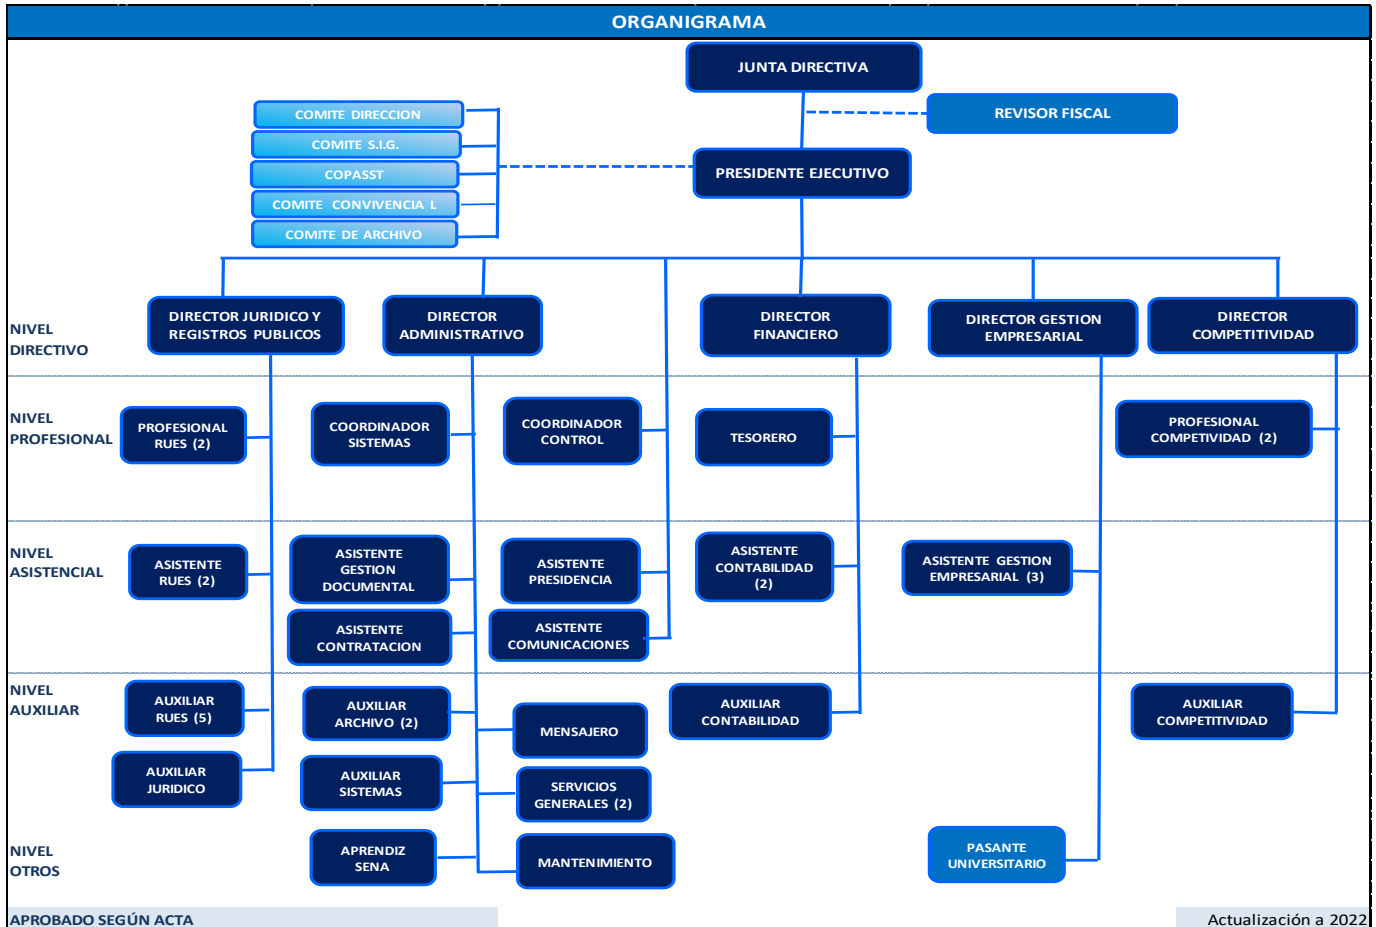 ORGANIGRAMA
JUNTA DIRECTIVA
REVISOR FISCAL
COMITE DIRECCION
COMITE S.I.G.
COPASST
COMITE CONVIVENCIA L
COMITE DE ARCHIVO
PRESIDENTE EJECUTIVO
NIVEL
DIRECTIVO
DIRECTOR JURIDICO Y
REGISTROS PUBLICOS
DIRECTOR
ADMINISTRATIVO
DIRECTOR
FINANCIERO
DIRECTOR GESTION
EMPRESARIAL
DIRECTOR
COMPETITIVIDAD
NIVEL
PROFESIONAL
PROFESIONAL
RUES (2)
COORDINADOR
SISTEMAS
COORDINADOR
CONTROL
TESORERO
PROFESIONAL
COMPETIVIDAD (2)
NIVEL
ASISTENCIAL
ASISTENTE
RUES (2)
ASISTENTE
GESTION
DOCUMENTAL
ASISTENTE
PRESIDENCIA
ASISTENTE
CONTABILIDAD
(2)
ASISTENTE GESTION
EMPRESARIAL (3)
ASISTENTE
CONTRATACION
ASISTENTE
COMUNICACIONES
NIVEL
AUXILIAR
AUXILIAR
RUES (5)
AUXILIAR
ARCHIVO (2)
MENSAJERO
AUXILIAR
CONTABILIDAD
AUXILIAR
COMPETITIVIDAD
AUXILIAR
JURIDICO
AUXILIAR
SISTEMAS
SERVICIOS
GENERALES (2)
NIVEL
OTROS
APRENDIZ
SENA
MANTENIMIENTO
PASANTE
UNIVERSITARIO
APROBADO SEGÚN ACTA
Actualización a 2022